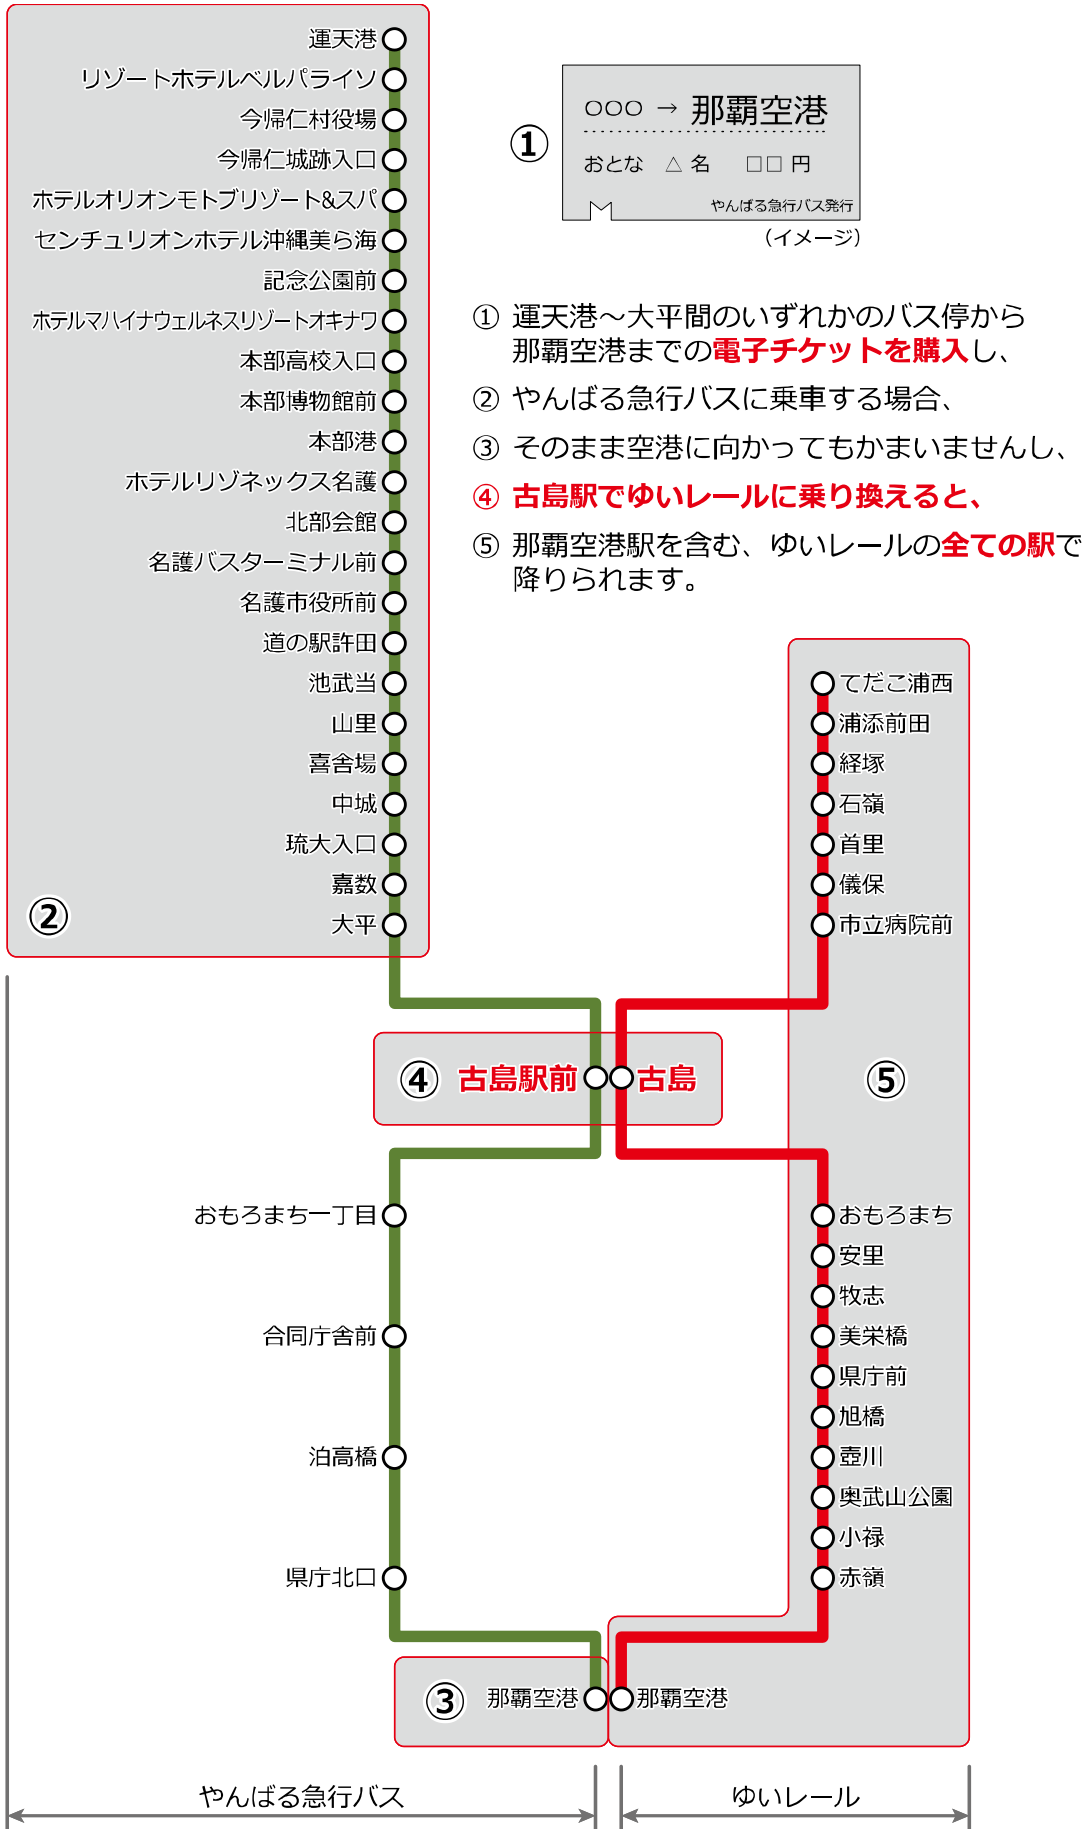 運天港
リゾートホテルベルパライソ
今帰仁村役場
今帰仁城跡入口
ホテルオリオンモトブリゾート&スパ
センチュリオンホテル沖縄美ら海
記念公園前
ホテルマハイナウェルネスリゾートオキナワ
本部高校入口
本部博物館前
本部港
ホテルリゾネックス名護
北部会館
名護バスターミナル前
名護市役所前
道の駅許田
池武当
山里
喜舎場
中城
琉大入口
嘉数
大平
②
①
○○○ → 那覇空港
おとな △ 名 □□ 円
やんばる急行バス発行
(イメージ)
① 運天港~大平間のいずれかのバス停から
那覇空港までの電子チケットを購入し、
② やんばる急行バスに乗車する場合、
③ そのまま空港に向かってもかまいませんし、
④ 古島駅でゆいレールに乗り換えると、
⑤ 那覇空港駅を含む、ゆいレールの全ての駅で
降りられます。
てだこ浦西
浦添前田
経塚
石嶺
首里
儀保
市立病院前
④ 古島駅前 古島
⑤
おもろまち一丁目
合同庁舎前
泊高橋
県庁北口
おもろまち
安里
牧志
美栄橋
県庁前
旭橋
壺川
奥武山公園
小禄
赤嶺
③ 那覇空港 那覇空港
やんばる急行バス ゆいレール